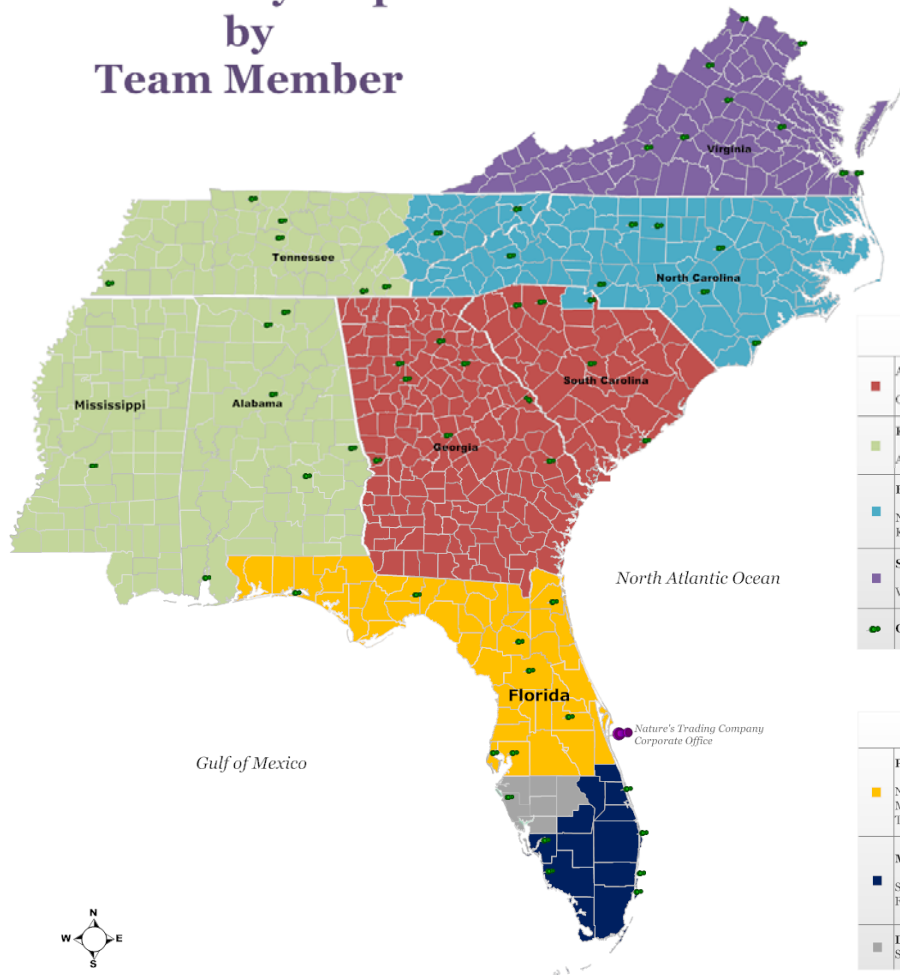 by
Team Member
Virginia
Tennessee
North Carolina
South Carolina
Mississippi
Alabama
Georgia
North Atlantic Ocean
Florida
Nature's Trading Company
Corporate Office
Gulf of Mexico
N
W
E
S